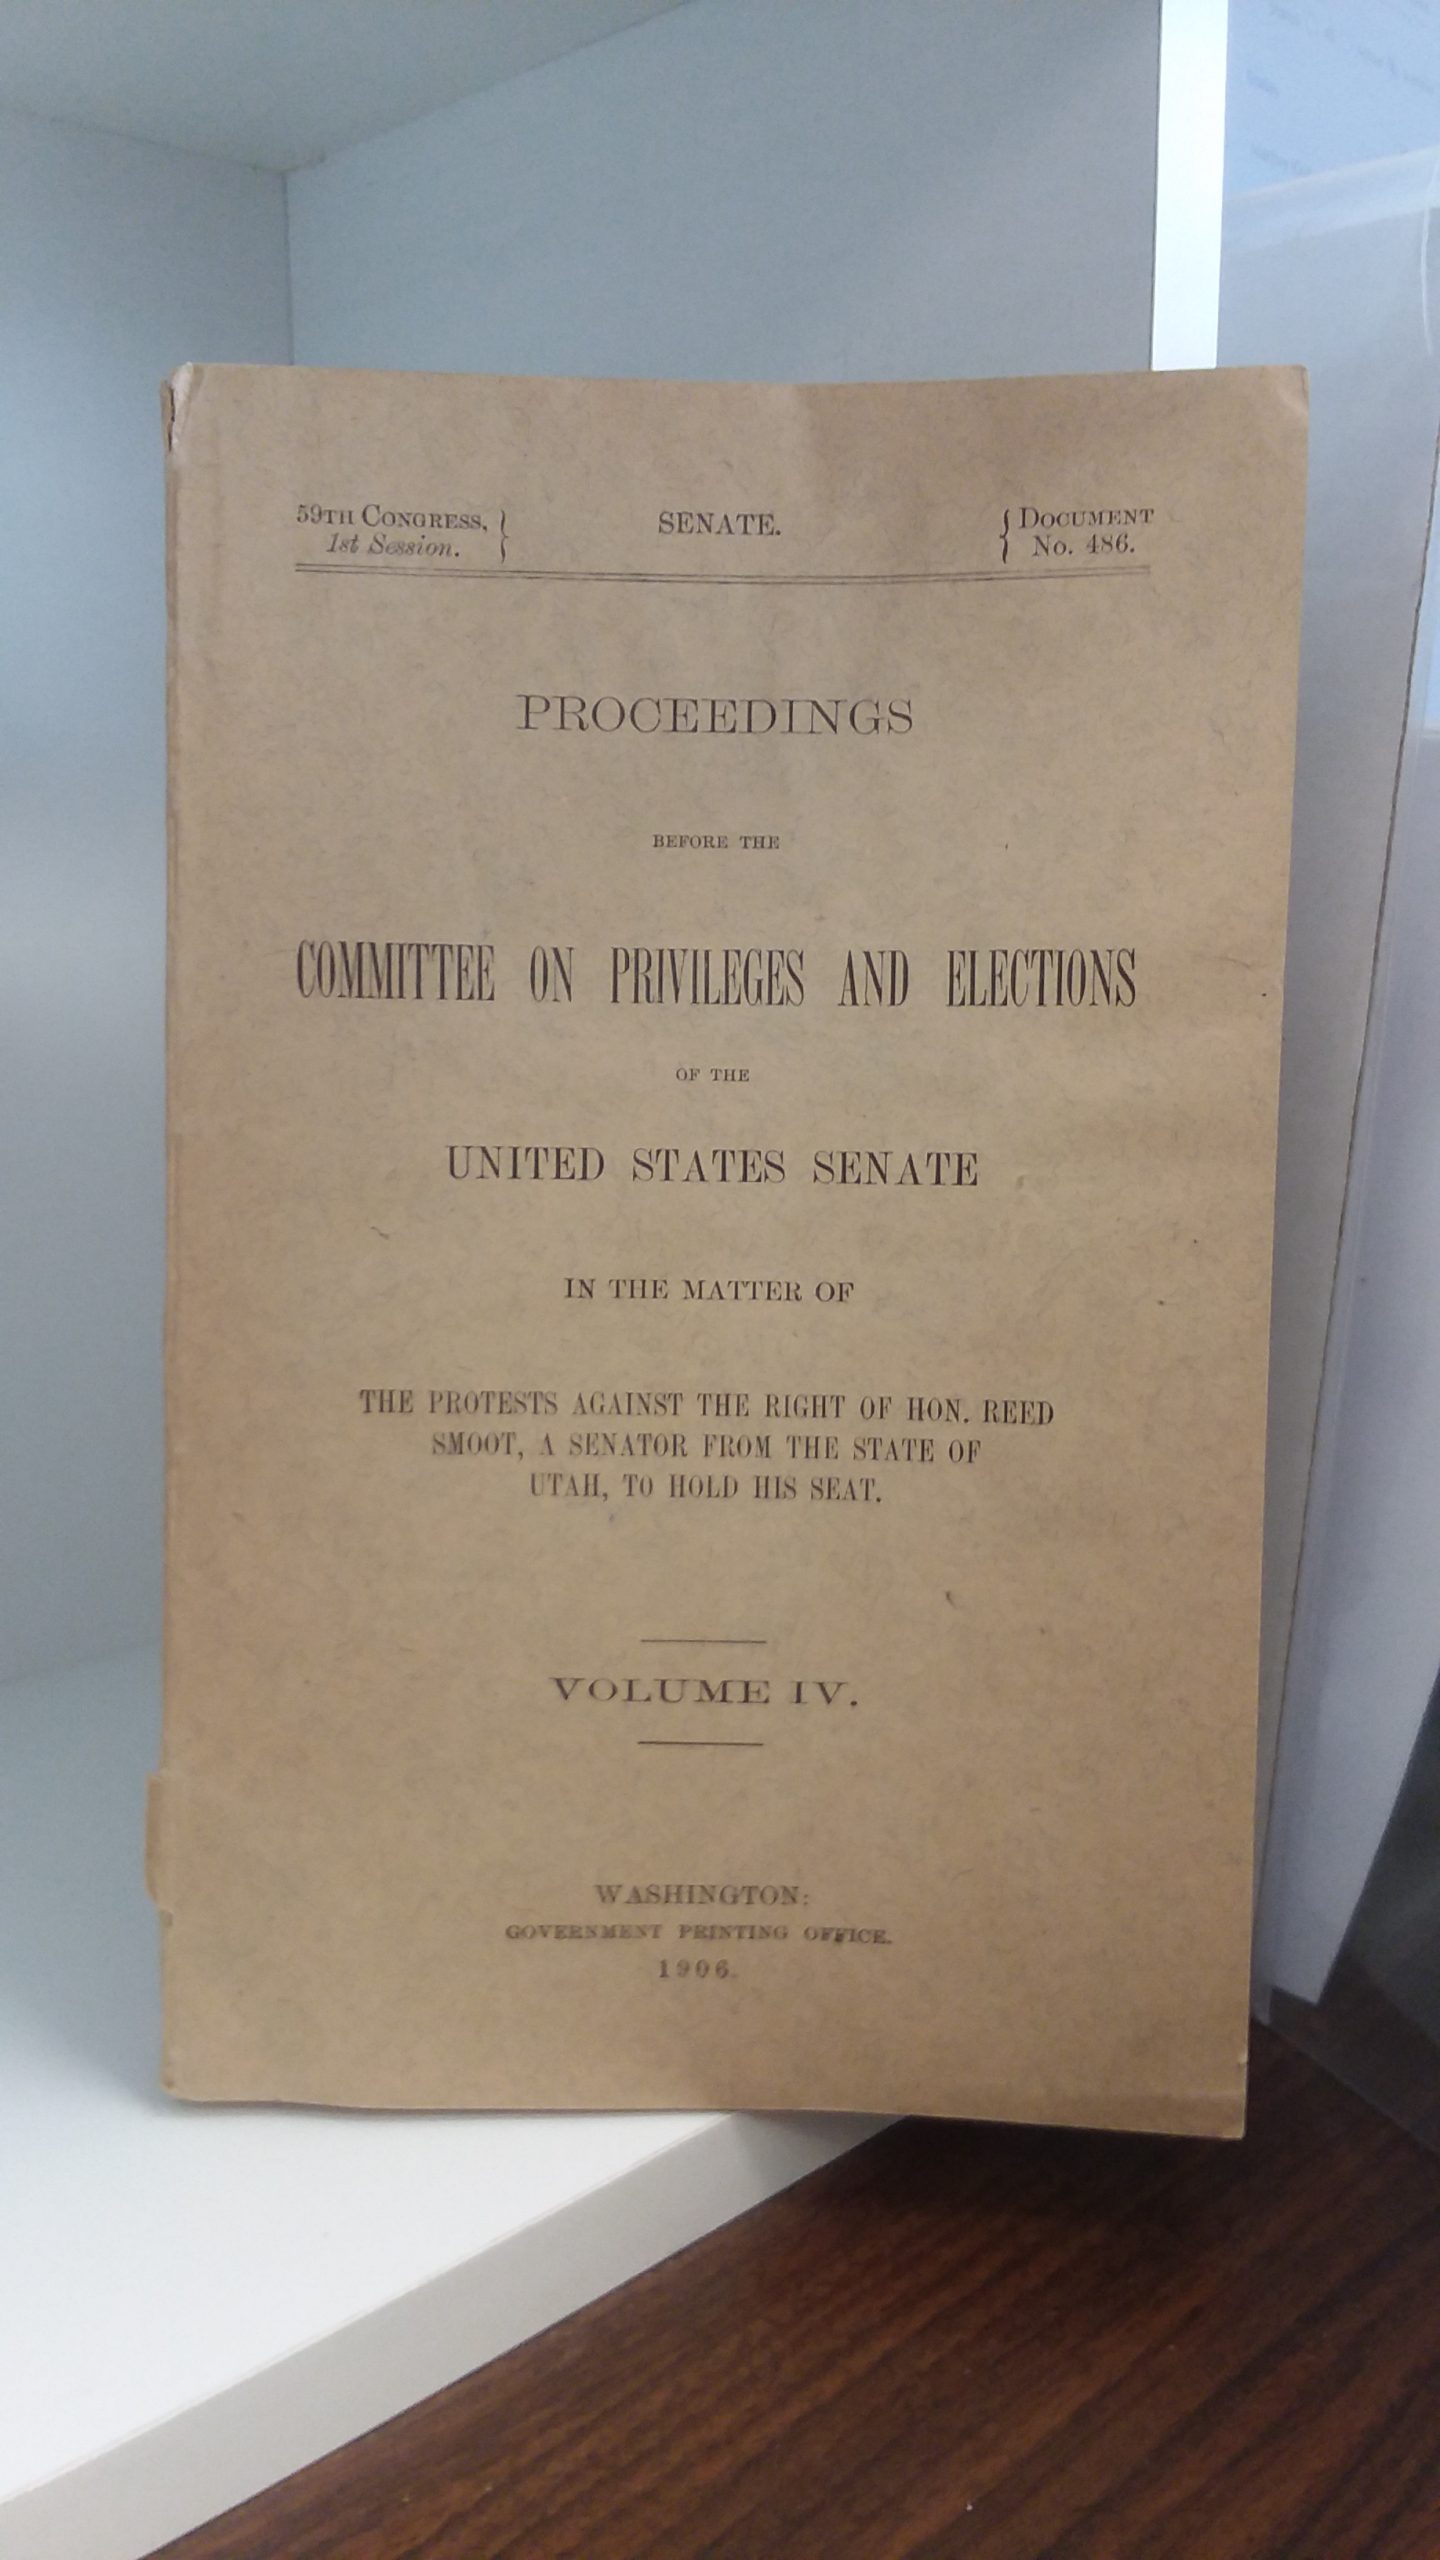 59TH CONGRESS, } SENATE. { DOCUMENT
1st Session. No. 486.
PROCEEDINGS
BEFORE THE
COMMITTEE ON PRIVILEGES AND ELECTIONS
OF THE
UNITED STATES SENATE
IN THE MATTER OF
THE PROTESTS AGAINST THE RIGHT OF HON. REED
SMOOT, A SENATOR FROM THE STATE OF
UTAH, TO HOLD HIS SEAT.
VOLUME IV.
WASHINGTON:
GOVERNMENT PRINTING OFFICE.
1906.